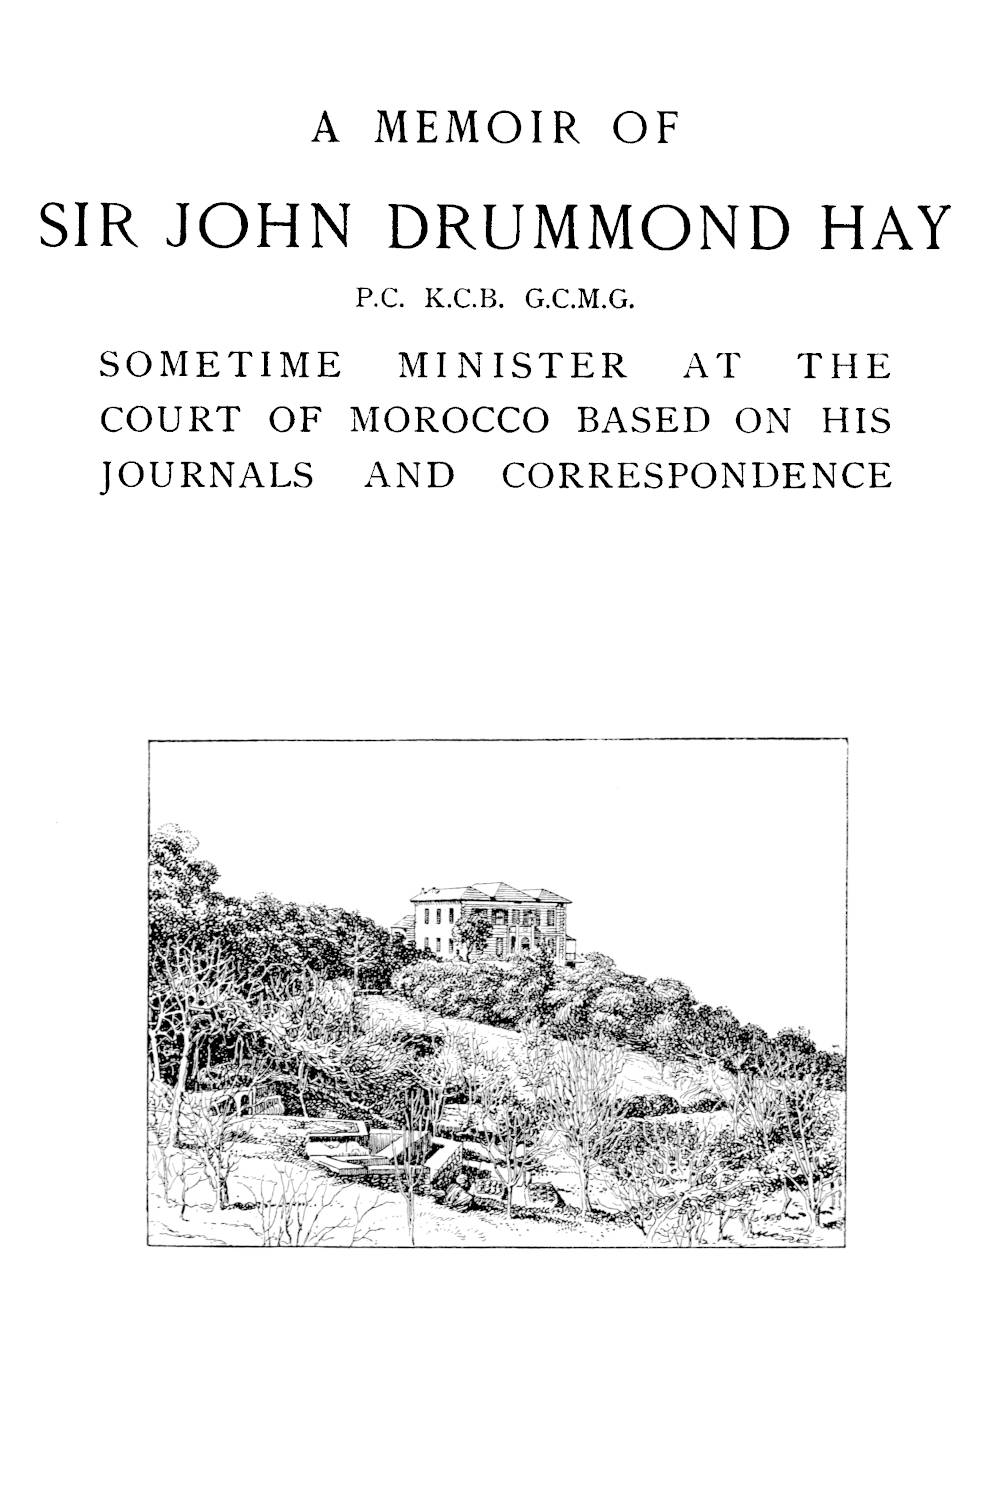 A MEMOIR OF
SIR JOHN DRUMMOND HAY
P.C. K.C.B. G.C.M.G.
SOMETIME MINISTER AT THE
COURT OF MOROCCO BASED ON HIS
JOURNALS AND CORRESPONDENCE